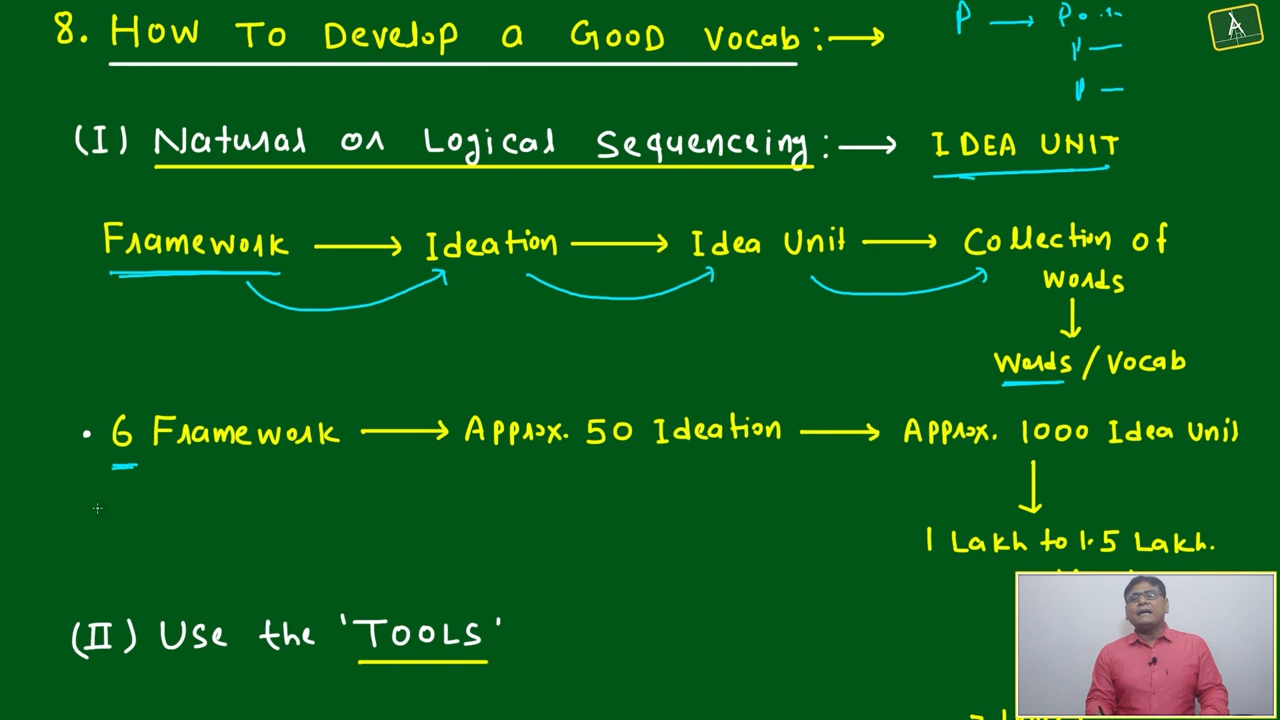 8. How To Develop a Good Vocab :→
P →
(I) Natural or Logical Sequenceing :→ IDEA UNIT
Framework → Ideation → Idea Unit → Collection of
words
↓
Words / Vocab
• 6 Framework → Approx. 50 Ideation → Approx. 1000 Idea Unit
↓
1 Lakh to 1.5 Lakh.
(II) Use the 'TOOLS'